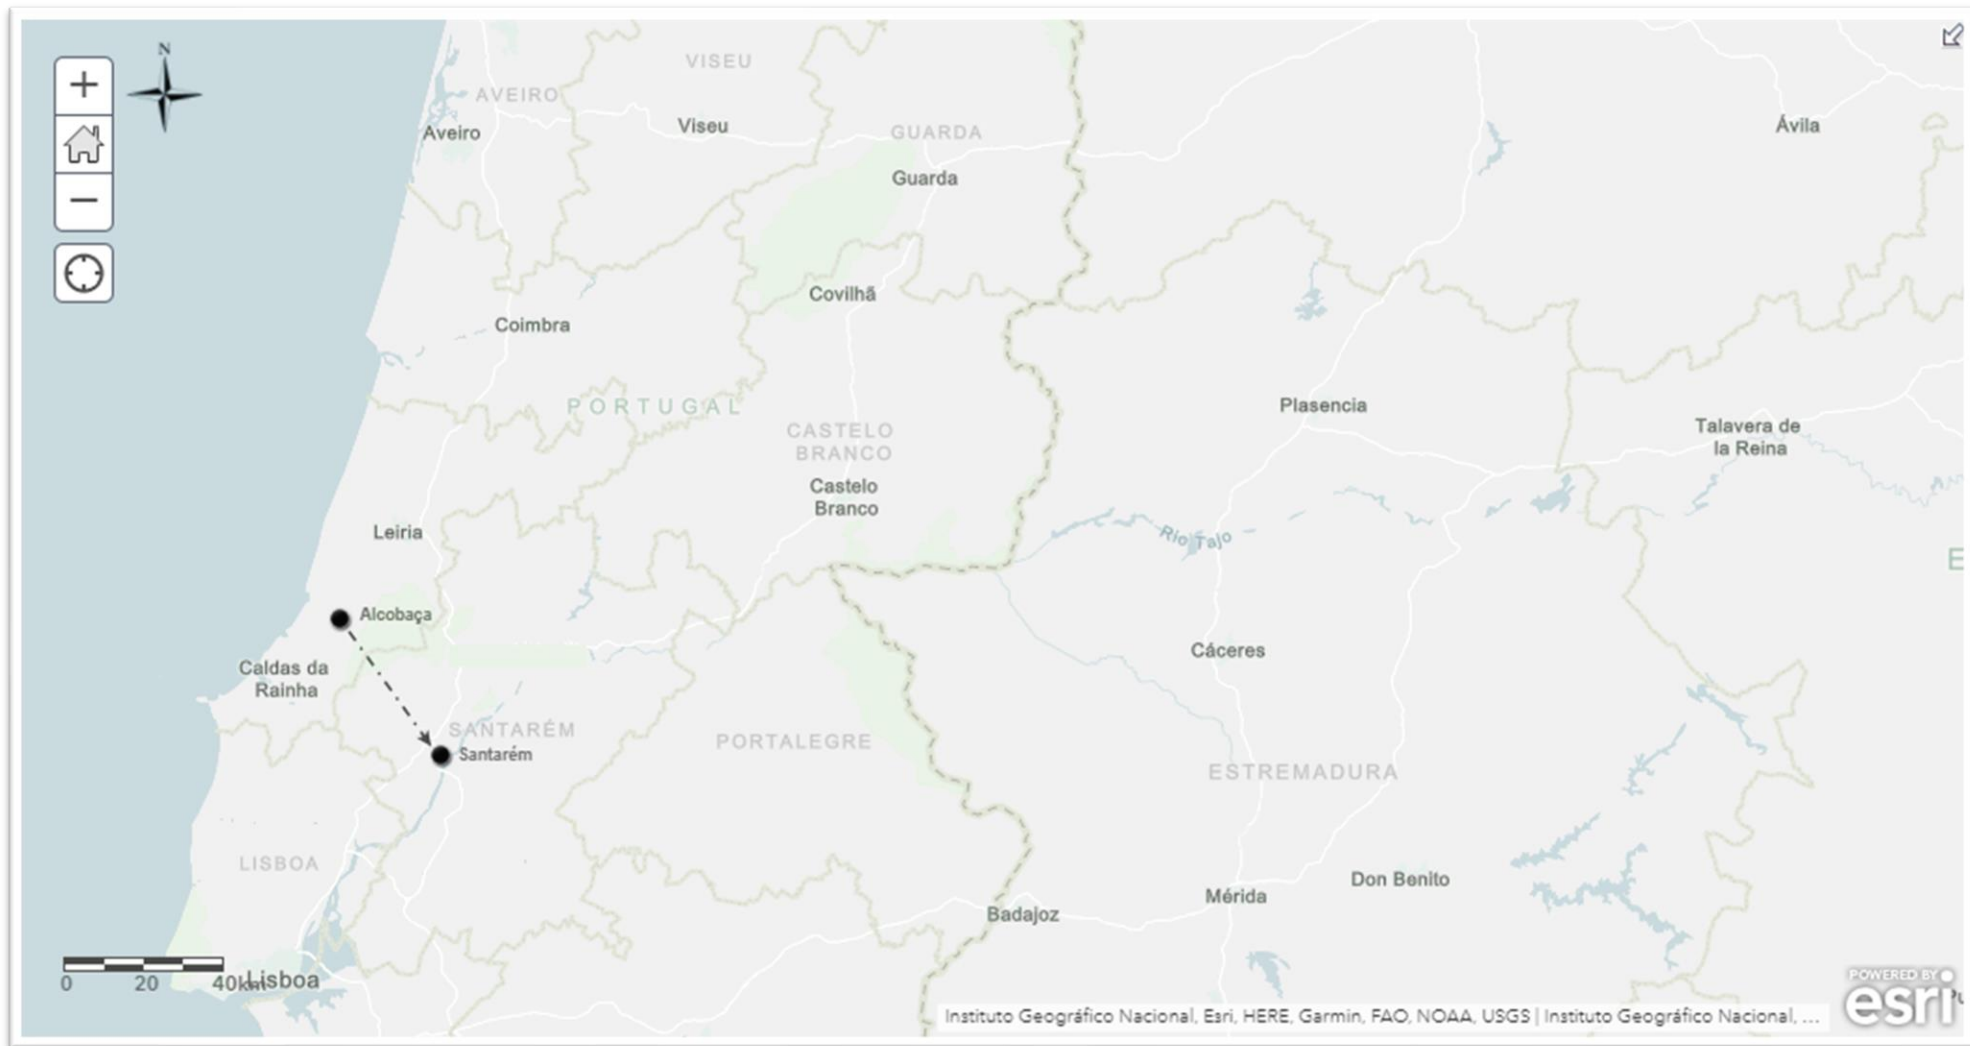 N
VISEU
AVEIRO
Aveiro
Viseu
GUARDA
Guarda
Ávila
Covilhã
Coimbra
PORTUGAL
Plasencia
CASTELO
BRANCO
Talavera de
la Reina
Castelo
Branco
Leiria
Rio Tajo
E
Alcobaça
Caldas da
Rainha
Cáceres
SANTARÉM
Santarém
PORTALEGRE
ESTREMADURA
LISBOA
Don Benito
Mérida
Badajoz
0 20 40km
Lisboa
POWERED BY
esri
Instituto Geográfico Nacional, Esri, HERE, Garmin, FAO, NOAA, USGS | Instituto Geográfico Nacional, ...